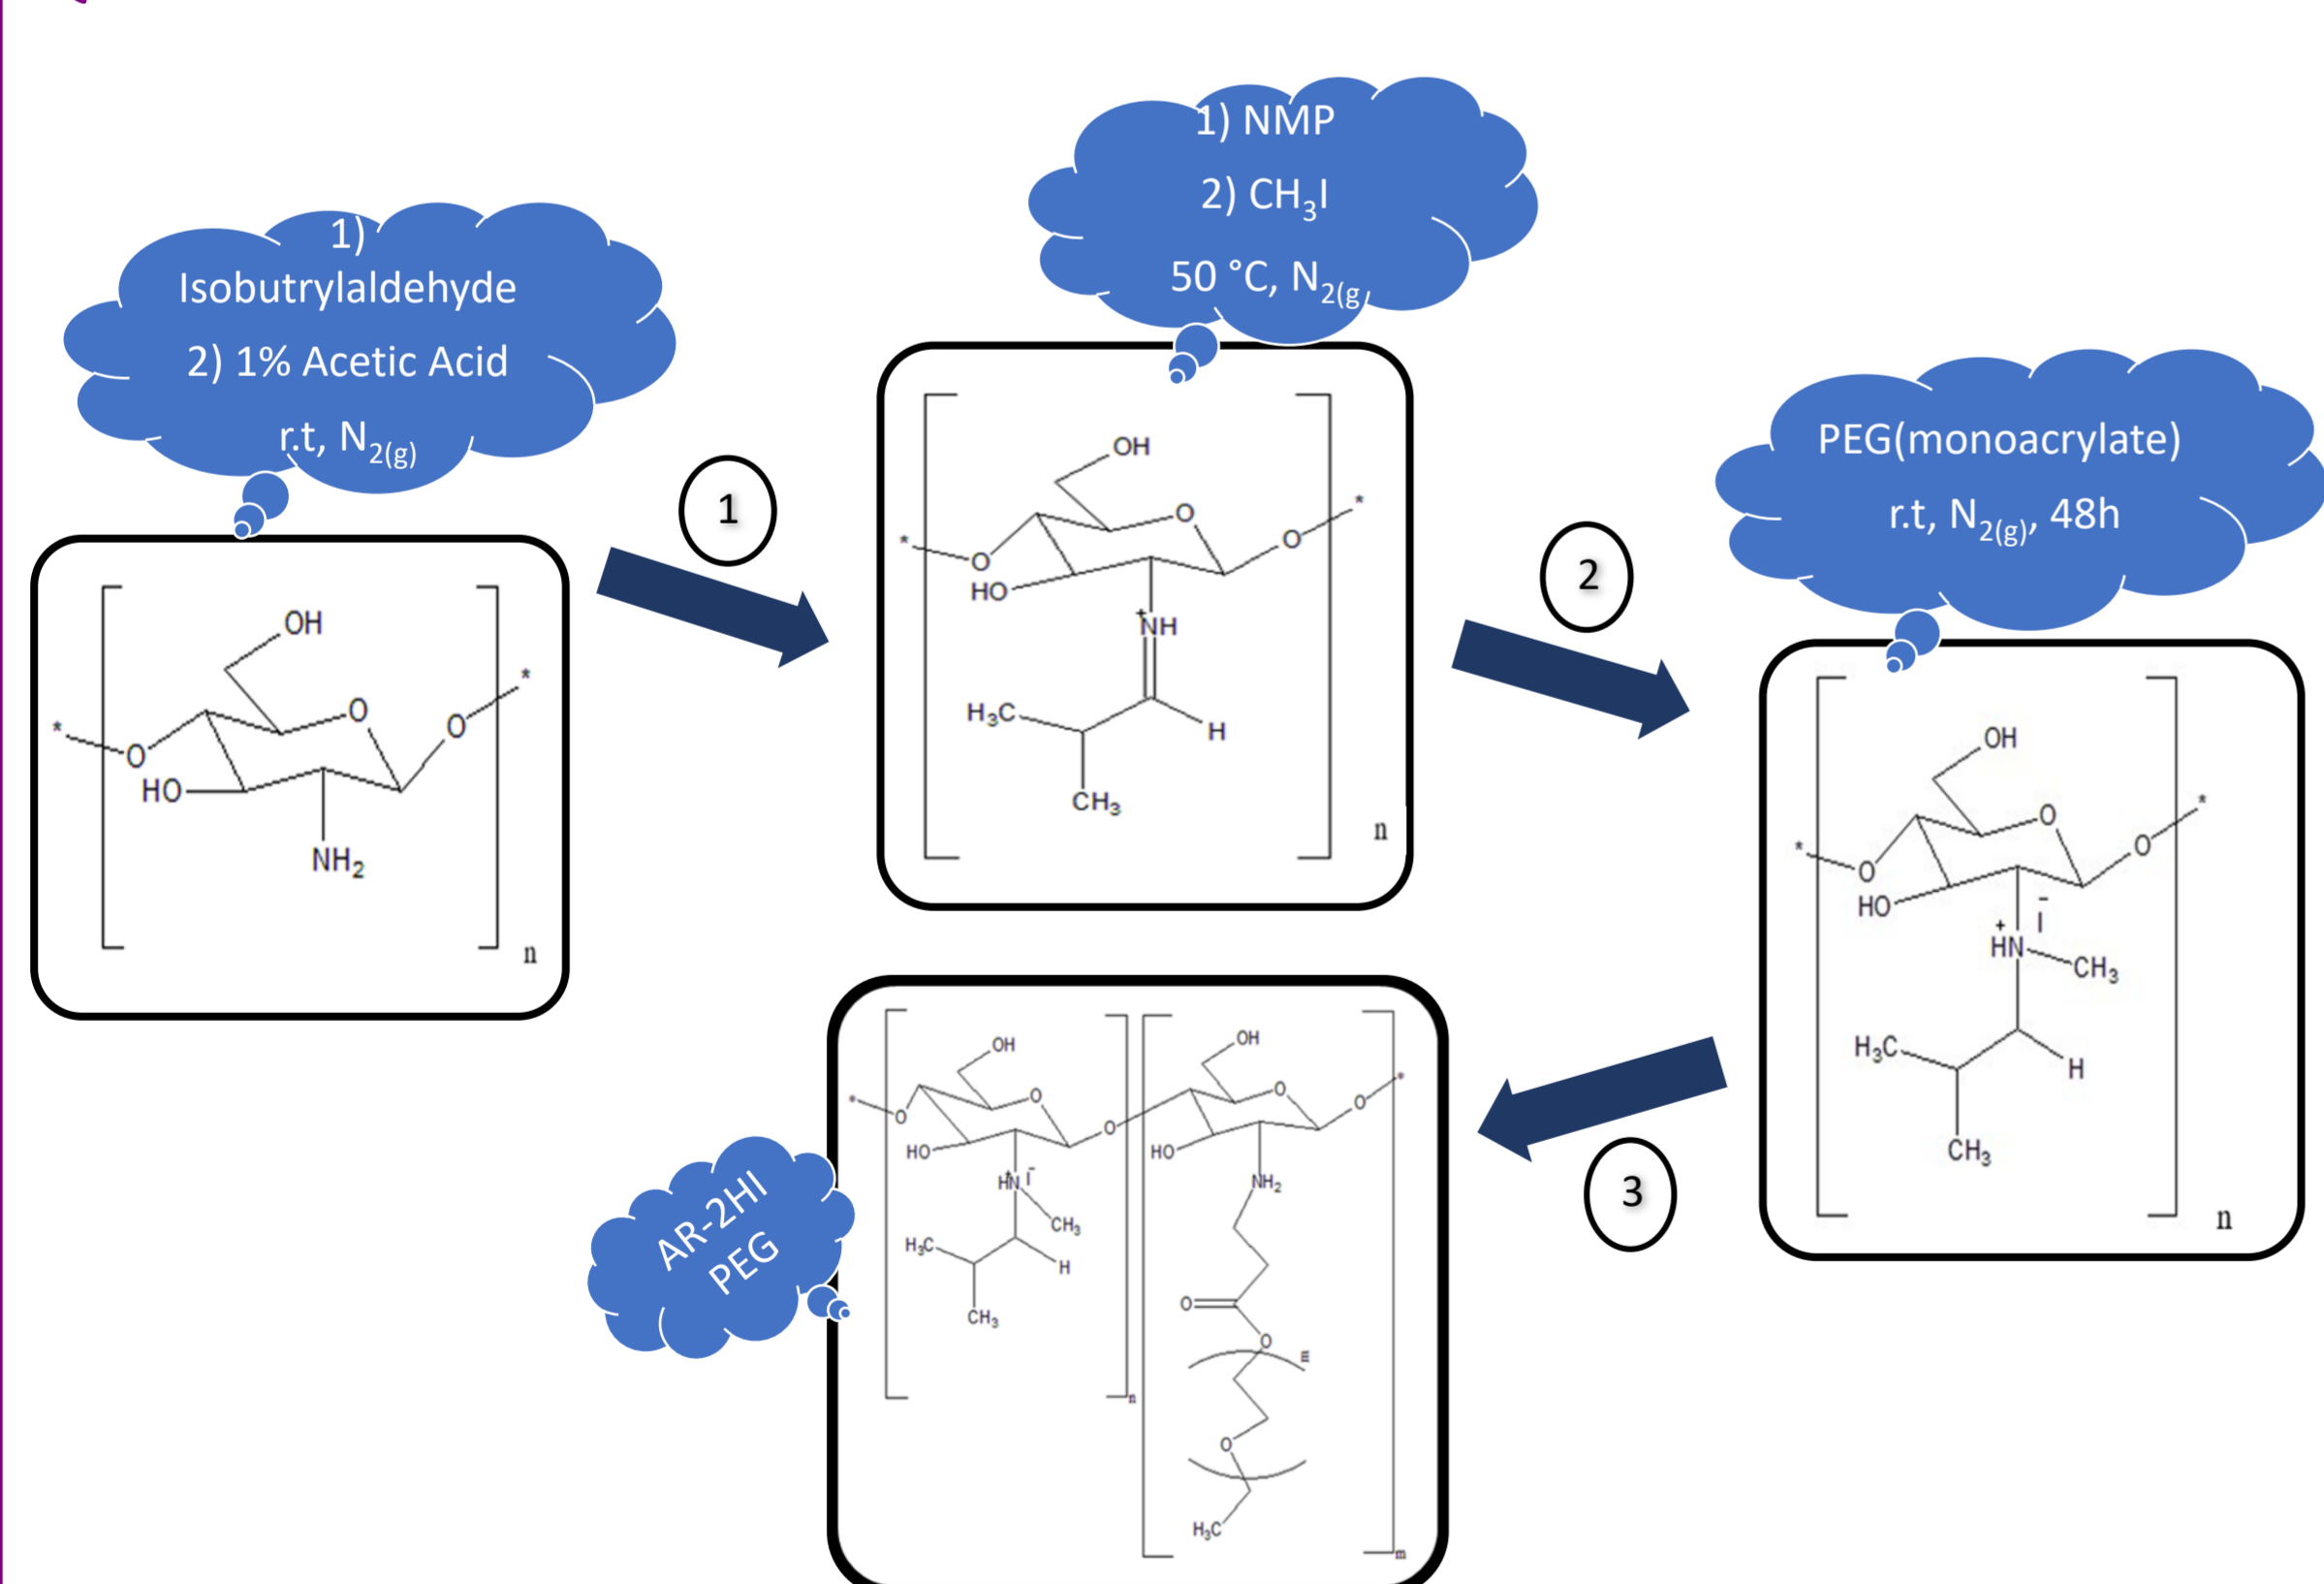 1)
Isobutrylaldehyde
2) 1% Acetic Acid
r.t, N2(g)
1) NMP
2) CH3I
50 °C, N2(g
PEG(monoacrylate)
r.t, N2(g), 48h
1
2
3
OH
O
*
O
O
*
HO
NH2
n
OH
O
*
O
O
*
HO
+
NH
H3C
H
CH3
n
OH
O
*
O
O
*
HO
+
HN
I-
CH3
H3C
H
CH3
n
AR-2HI
PEG
OH
O
*
O
O
HO
+
HN
I-
CH3
H3C
H
CH3
n
OH
O
O
*
HO
NH2
O
O
m
O
H3C
m